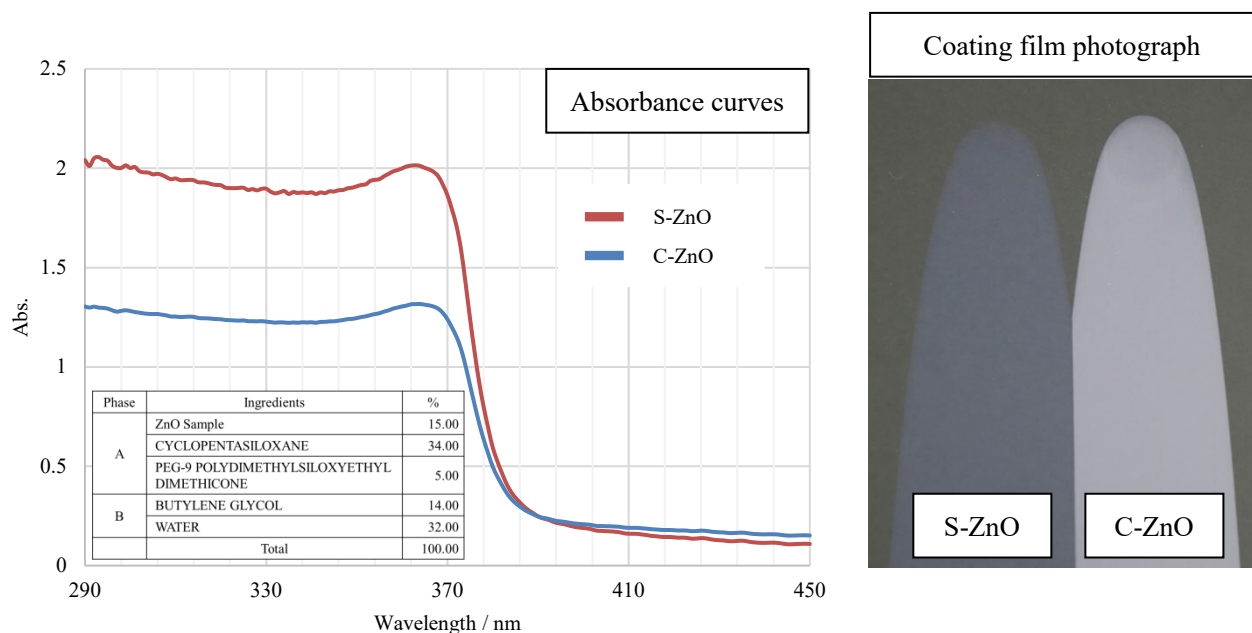 Coating film photograph
Absorbance curves
2.5
2
1.5
1
0.5
0
Abs.
S-ZnO
C-ZnO
Phase Ingredients %
A
ZnO Sample 15.00
CYCLOPENTASILOXANE 34.00
PEG-9 POLYDIMETHYLSILOXYETHYL
DIMETHICONE 5.00
B
BUTYLENE GLYCOL 14.00
WATER 32.00
Total 100.00
290 330 370 410 450
Wavelength / nm
S-ZnO
C-ZnO